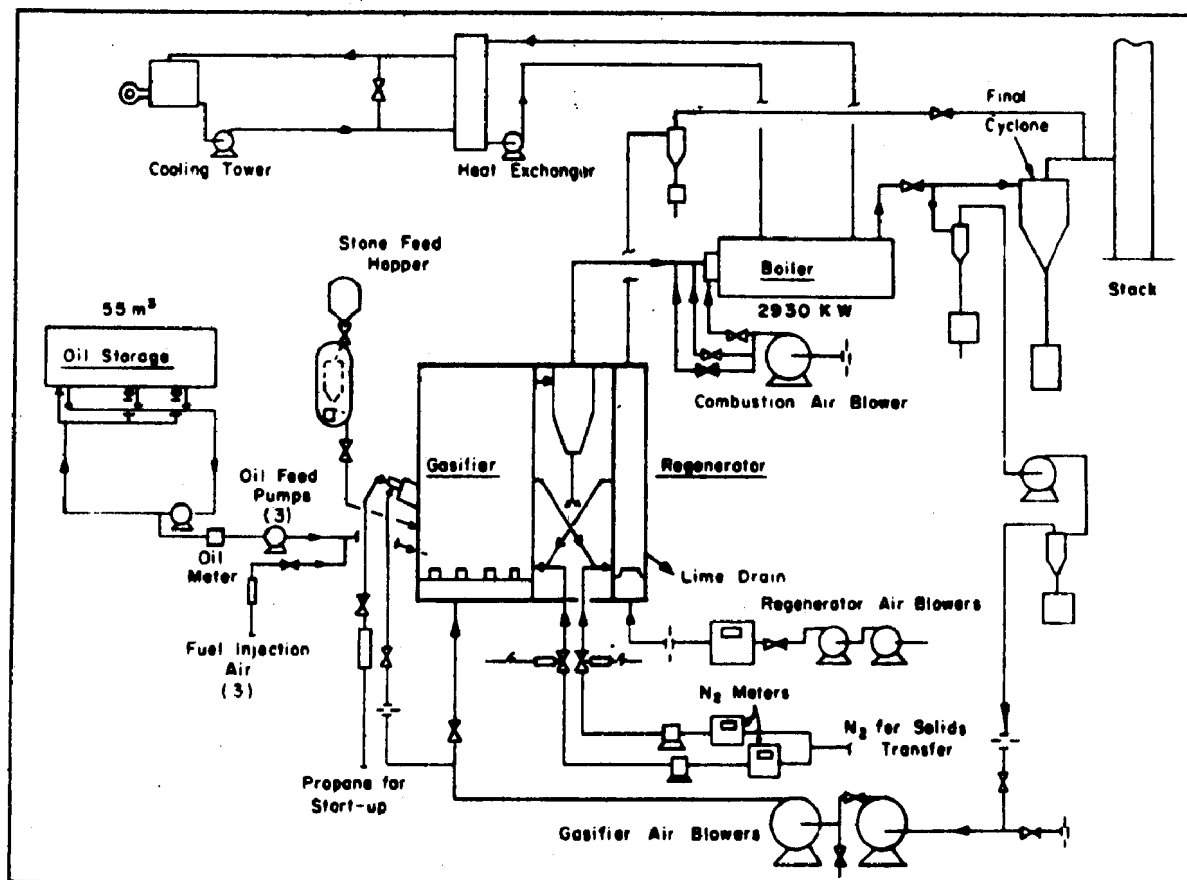 Final
Cyclone
Cooling Tower
Heat Exchanger
Stone Feed
Hopper
Boiler
2930 KW
Stack
55 m³
Oil Storage
Combustion Air Blower
Gasifier
Regenerator
Oil Feed
Pumps
(3)
Oil
Meter
Lime Drain
Regenerator Air Blowers
Fuel Injection
Air
(3)
N₂ Meters
N₂ for Solids
Transfer
Propane for
Start-up
Gasifier Air Blowers